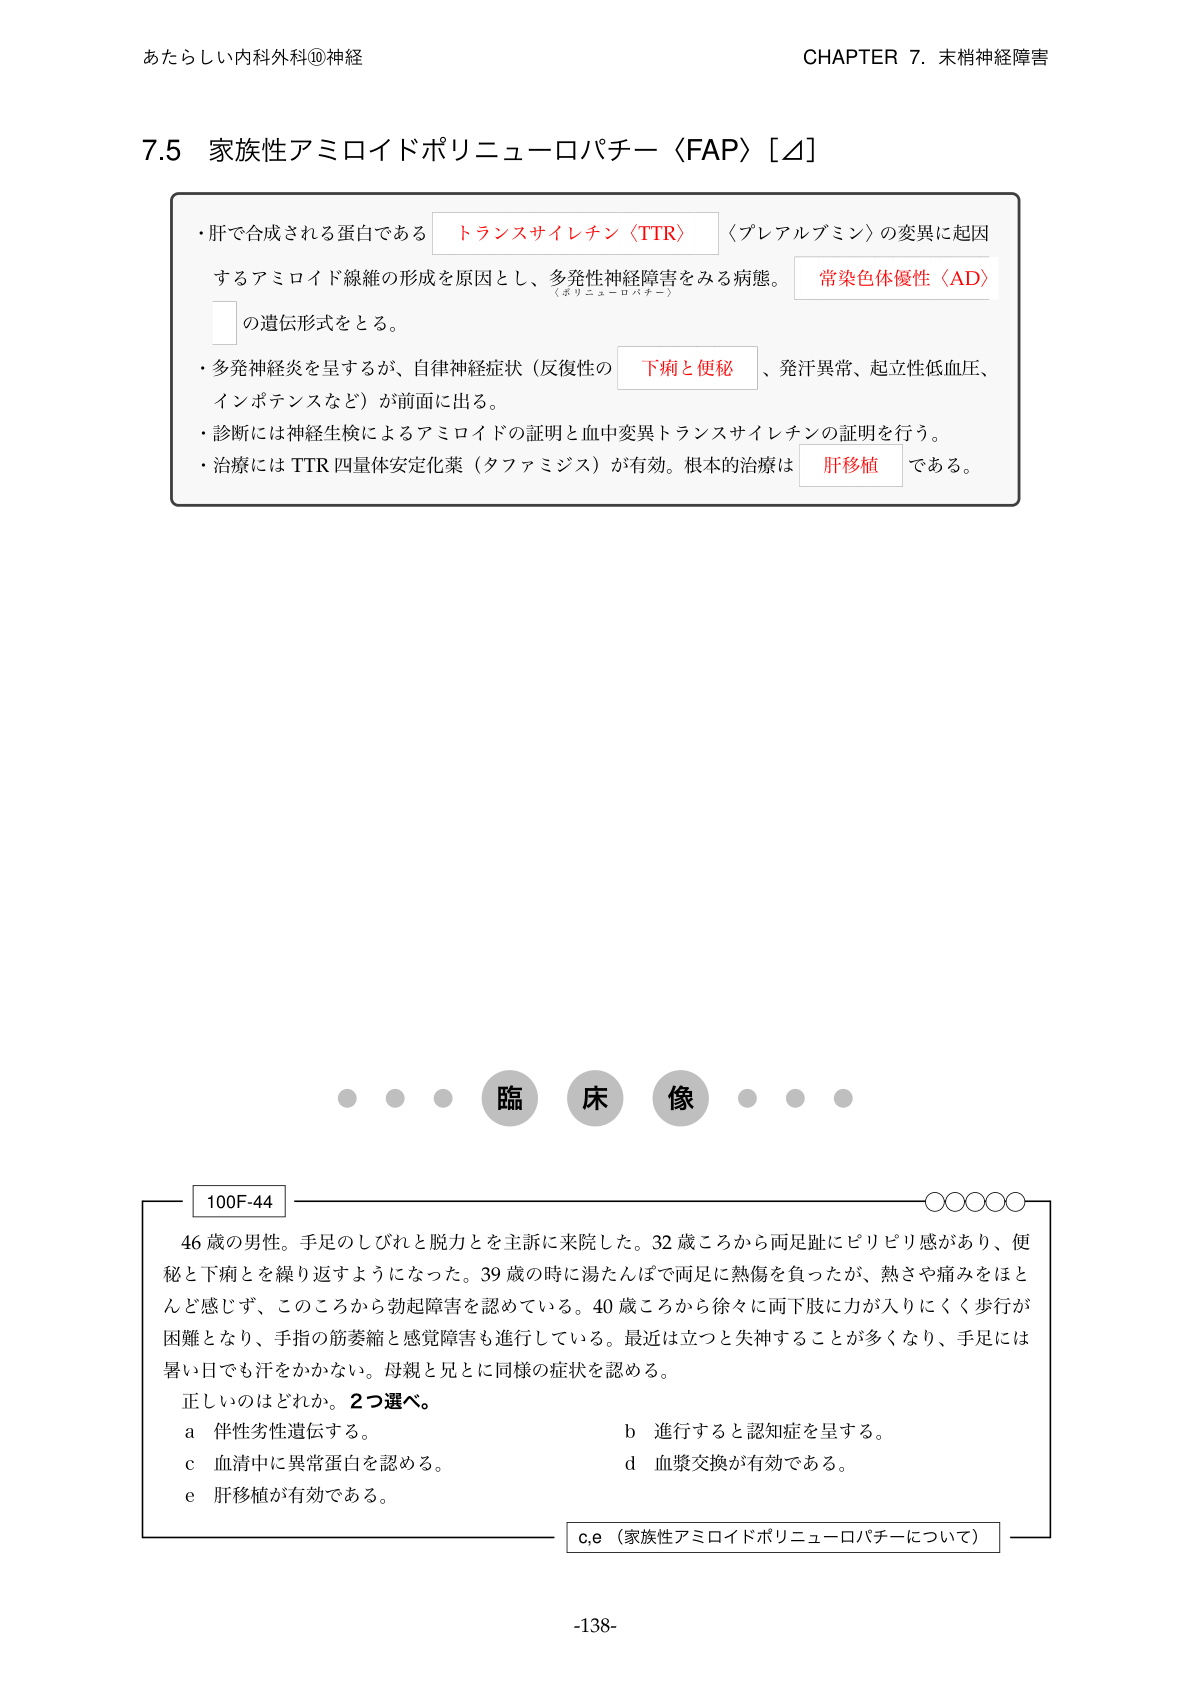 あたらしい内科外科⑩神経
CHAPTER 7. 末梢神経障害
7.5 家族性アミロイドポリニューロパチー〈FAP〉[⊿]
・肝で合成される蛋白である トランスサイレチン〈TTR〉 〈プレアルブミン〉の変異に起因
するアミロイド線維の形成を原因とし、多発性神経障害をみる病態。 常染色体優性〈AD〉
〈ポリニューロパチー〉
の遺伝形式をとる。
・多発神経炎を呈するが、自律神経症状（反復性の 下痢と便秘 、発汗異常、起立性低血圧、
インポテンスなど）が前面に出る。
・診断には神経生検によるアミロイドの証明と血中変異トランスサイレチンの証明を行う。
・治療には TTR 四量体安定化薬（タファミジス）が有効。根本的治療は 肝移植 である。
臨 床 像
100F-44
46 歳の男性。手足のしびれと脱力とを主訴に来院した。32 歳ころから両足趾にピリピリ感があり、便
秘と下痢とを繰り返すようになった。39 歳の時に湯たんぽで両足に熱傷を負ったが、熱さや痛みをほと
んど感じず、このころから勃起障害を認めている。40 歳ころから徐々に両下肢に力が入りにくく歩行が
困難となり、手指の筋萎縮と感覚障害も進行している。最近は立つと失神することが多くなり、手足には
暑い日でも汗をかかない。母親と兄とに同様の症状を認める。
正しいのはどれか。2つ選べ。
a 伴性劣性遺伝する。
b 進行すると認知症を呈する。
c 血清中に異常蛋白を認める。
d 血漿交換が有効である。
e 肝移植が有効である。
c,e （家族性アミロイドポリニューロパチーについて）
-138-